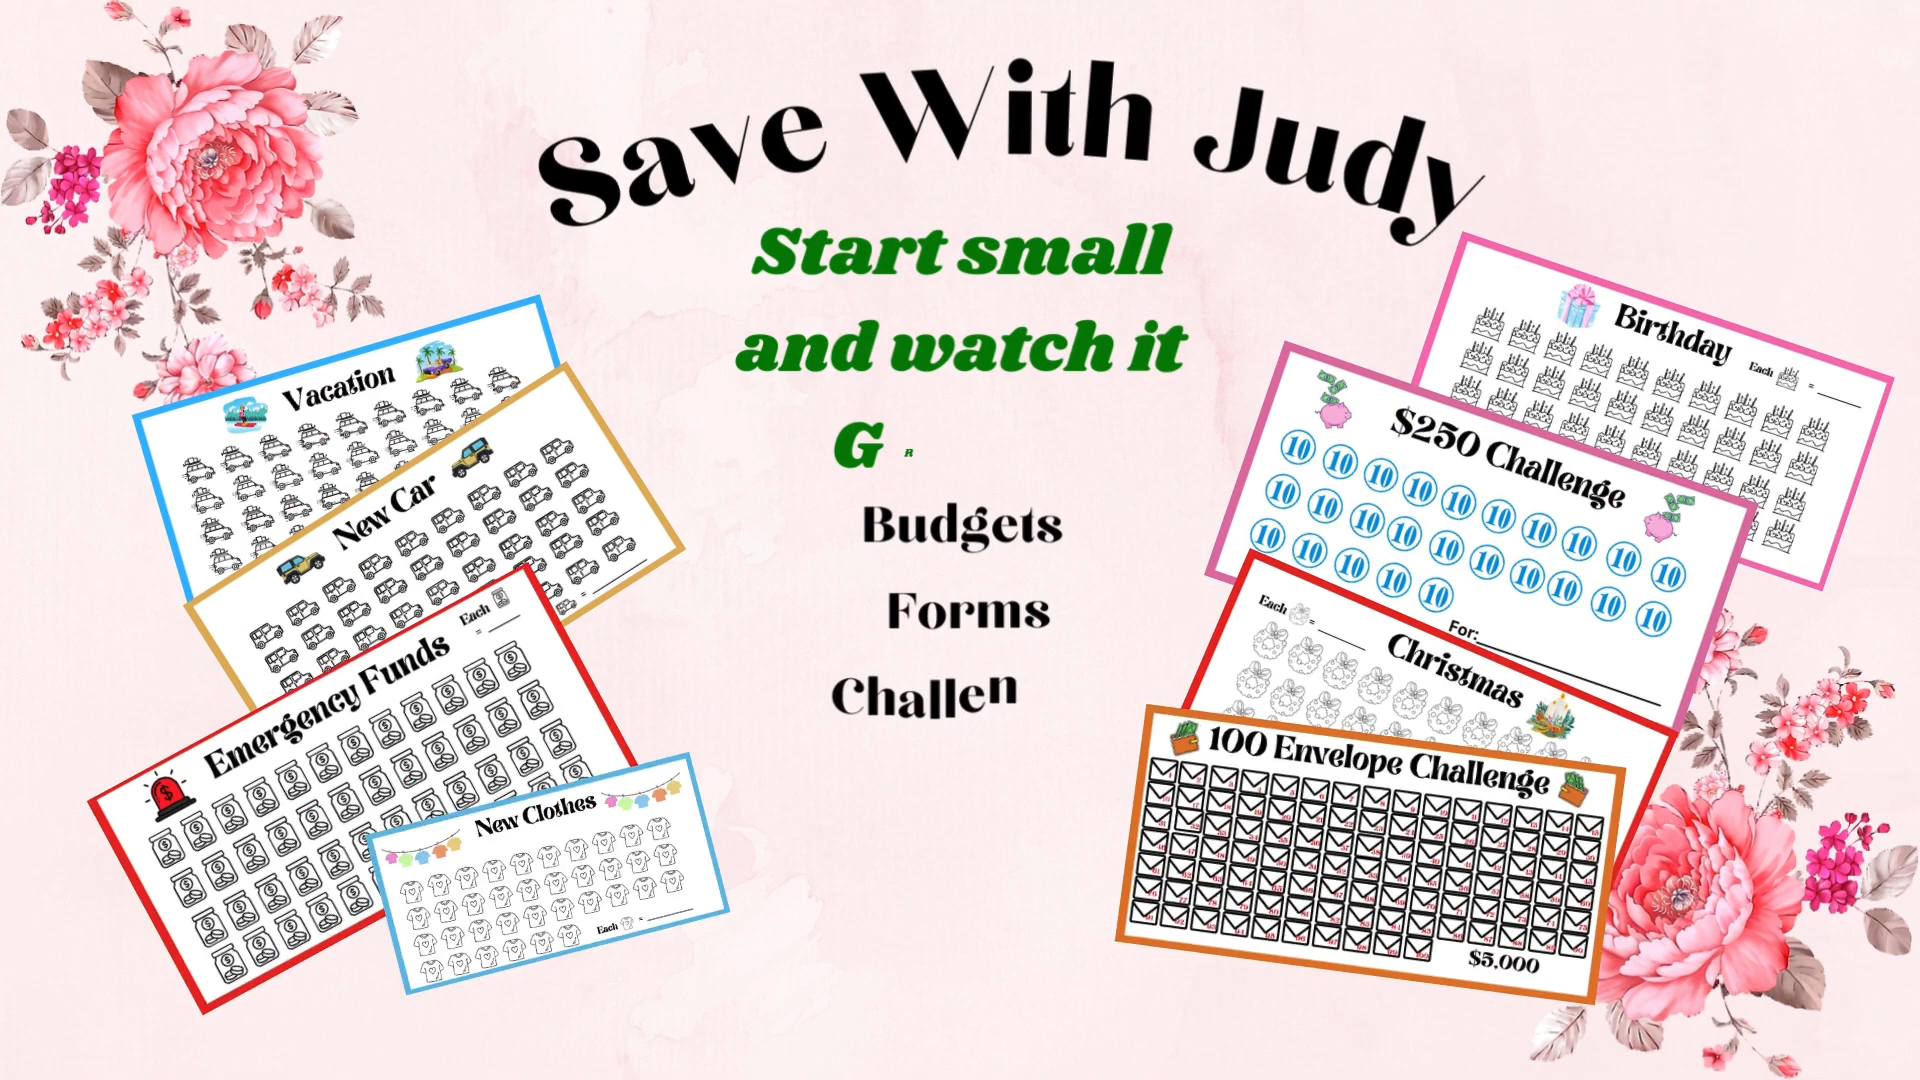 Save With Judy
Start small
and watch it
G R
Budgets
Forms
Challen
Vacation
New Car
=
Emergency Funds
Each
=
New Clothes
Each =
Birthday
Each =
$250 Challenge
10 10 10 10 10 10 10 10 10 10
10 10 10 10 10 10 10 10 10 10
10 10 10 10 10
For:
Each =
Christmas
100 Envelope Challenge
$5,000